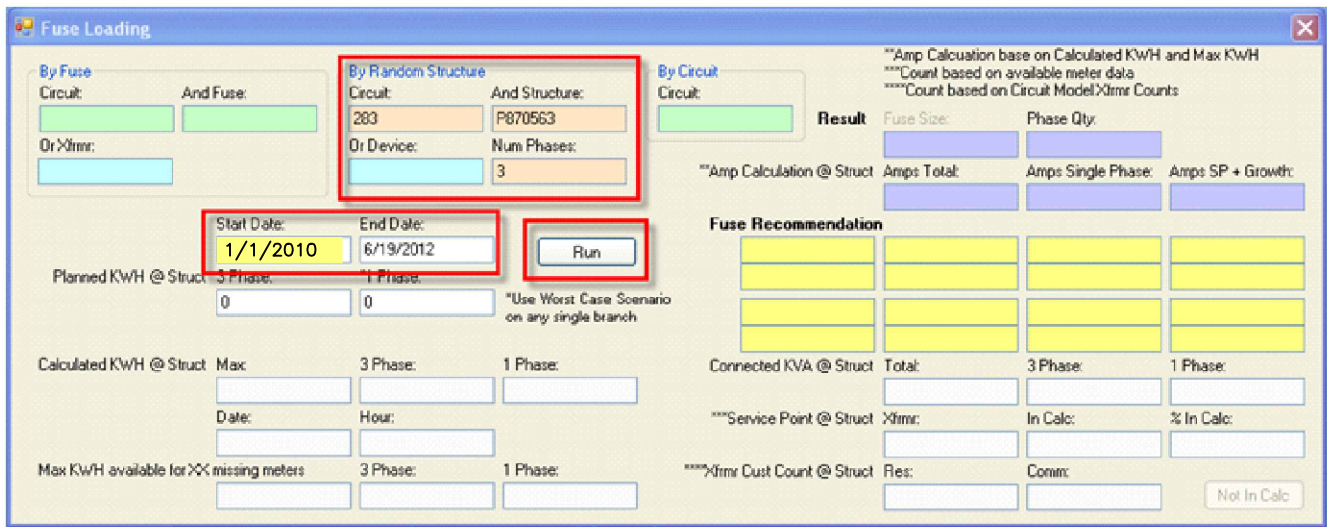 Fuse Loading
**Amp Calcuation base on Calculated KWH and Max KWH
***Count based on available meter data
****Count based on Circuit Model Xfrmr Counts
By Fuse
Circuit: And Fuse:
Or Xfmr:
By Random Structure
Circuit: And Structure:
283 P870563
Or Device: Num Phases:
3
By Circuit
Circuit:
Result Fuse Size: Phase Qty:
**Amp Calculation @ Struct Amps Total: Amps Single Phase: Amps SP + Growth:
Start Date: End Date:
1/1/2010 6/19/2012
Run
Planned KWH @ Struct 3 Phase: *1 Phase:
0 0
*Use Worst Case Scenario
on any single branch
Fuse Recommendation
Calculated KWH @ Struct Max: 3 Phase: 1 Phase:
Date: Hour:
Max KWH available for XX missing meters 3 Phase: 1 Phase:
Connected KVA @ Struct Total: 3 Phase: 1 Phase:
***Service Point @ Struct Xfrmr: In Calc: % In Calc:
****Xfrmr Cust Count @ Struct Res: Comm:
Not In Calc